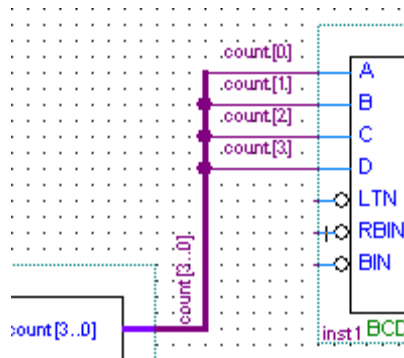 count[0]
count[1]
count[2]
count[3]
A
B
C
D
LTN
RBIN
BIN
count[3..0]
count[3..0]
inst1
BCD